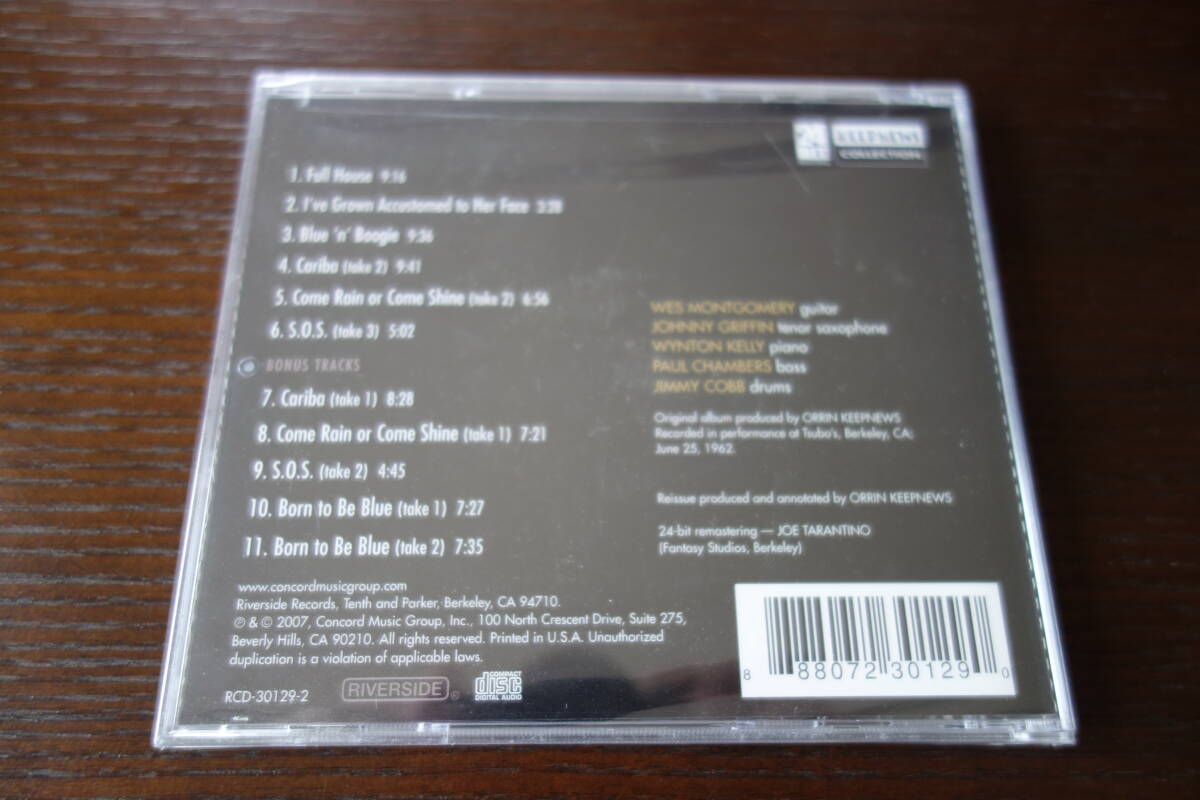 KEEPNEWS
COLLECTION
1. Full House 9:16
2. I've Grown Accustomed to Her Face 3:28
3. Blue 'n' Boogie 9:36
4. Cariba (take 2) 9:41
5. Come Rain or Come Shine (take 2) 6:56
6. S.O.S. (take 3) 5:02
BONUS TRACKS
7. Cariba (take 1) 8:28
8. Come Rain or Come Shine (take 1) 7:21
9. S.O.S. (take 2) 4:45
10. Born to Be Blue (take 1) 7:27
11. Born to Be Blue (take 2) 7:35
WES MONTGOMERY guitar
JOHNNY GRIFFIN tenor saxophone
WYNTON KELLY piano
PAUL CHAMBERS bass
JIMMY COBB drums
Original album produced by ORRIN KEEPNEWS
Recorded in performance at Tsubo's, Berkeley, CA;
June 25, 1962.
Reissue produced and annotated by ORRIN KEEPNEWS
24-bit remastering — JOE TARANTINO
(Fantasy Studios, Berkeley)
www.concordmusicgroup.com
Riverside Records, Tenth and Parker, Berkeley, CA 94710.
℗ & © 2007, Concord Music Group, Inc., 100 North Crescent Drive, Suite 275,
Beverly Hills, CA 90210. All rights reserved. Printed in U.S.A. Unauthorized
duplication is a violation of applicable laws.
RCD-30129-2
RIVERSIDE®
COMPACT
disc
DIGITAL AUDIO
8 88072 30129 0